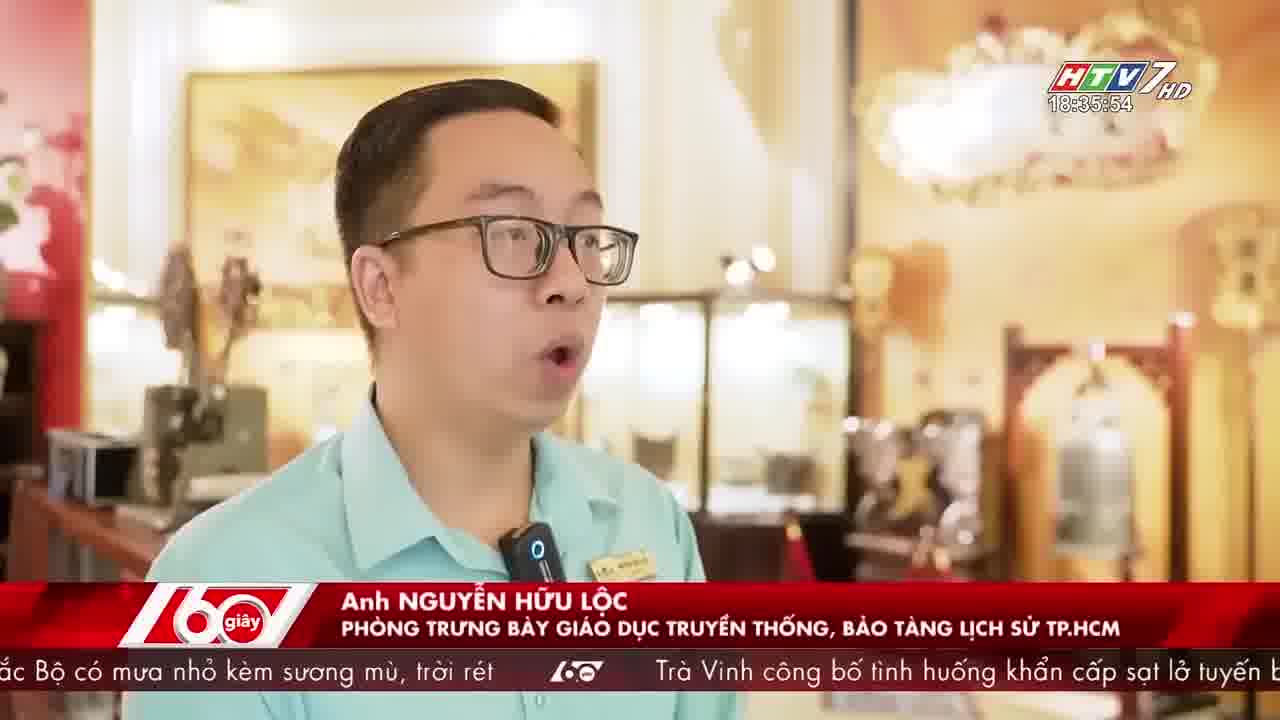 HTV7 HD
18:35:54
60 giây
Anh NGUYỄN HỮU LỘC
PHÒNG TRƯNG BÀY GIÁO DỤC TRUYỀN THỐNG, BẢO TÀNG LỊCH SỬ TP.HCM
ắc Bộ có mưa nhỏ kèm sương mù, trời rét 60 giây Trà Vinh công bố tình huống khẩn cấp sạt lở tuyến b